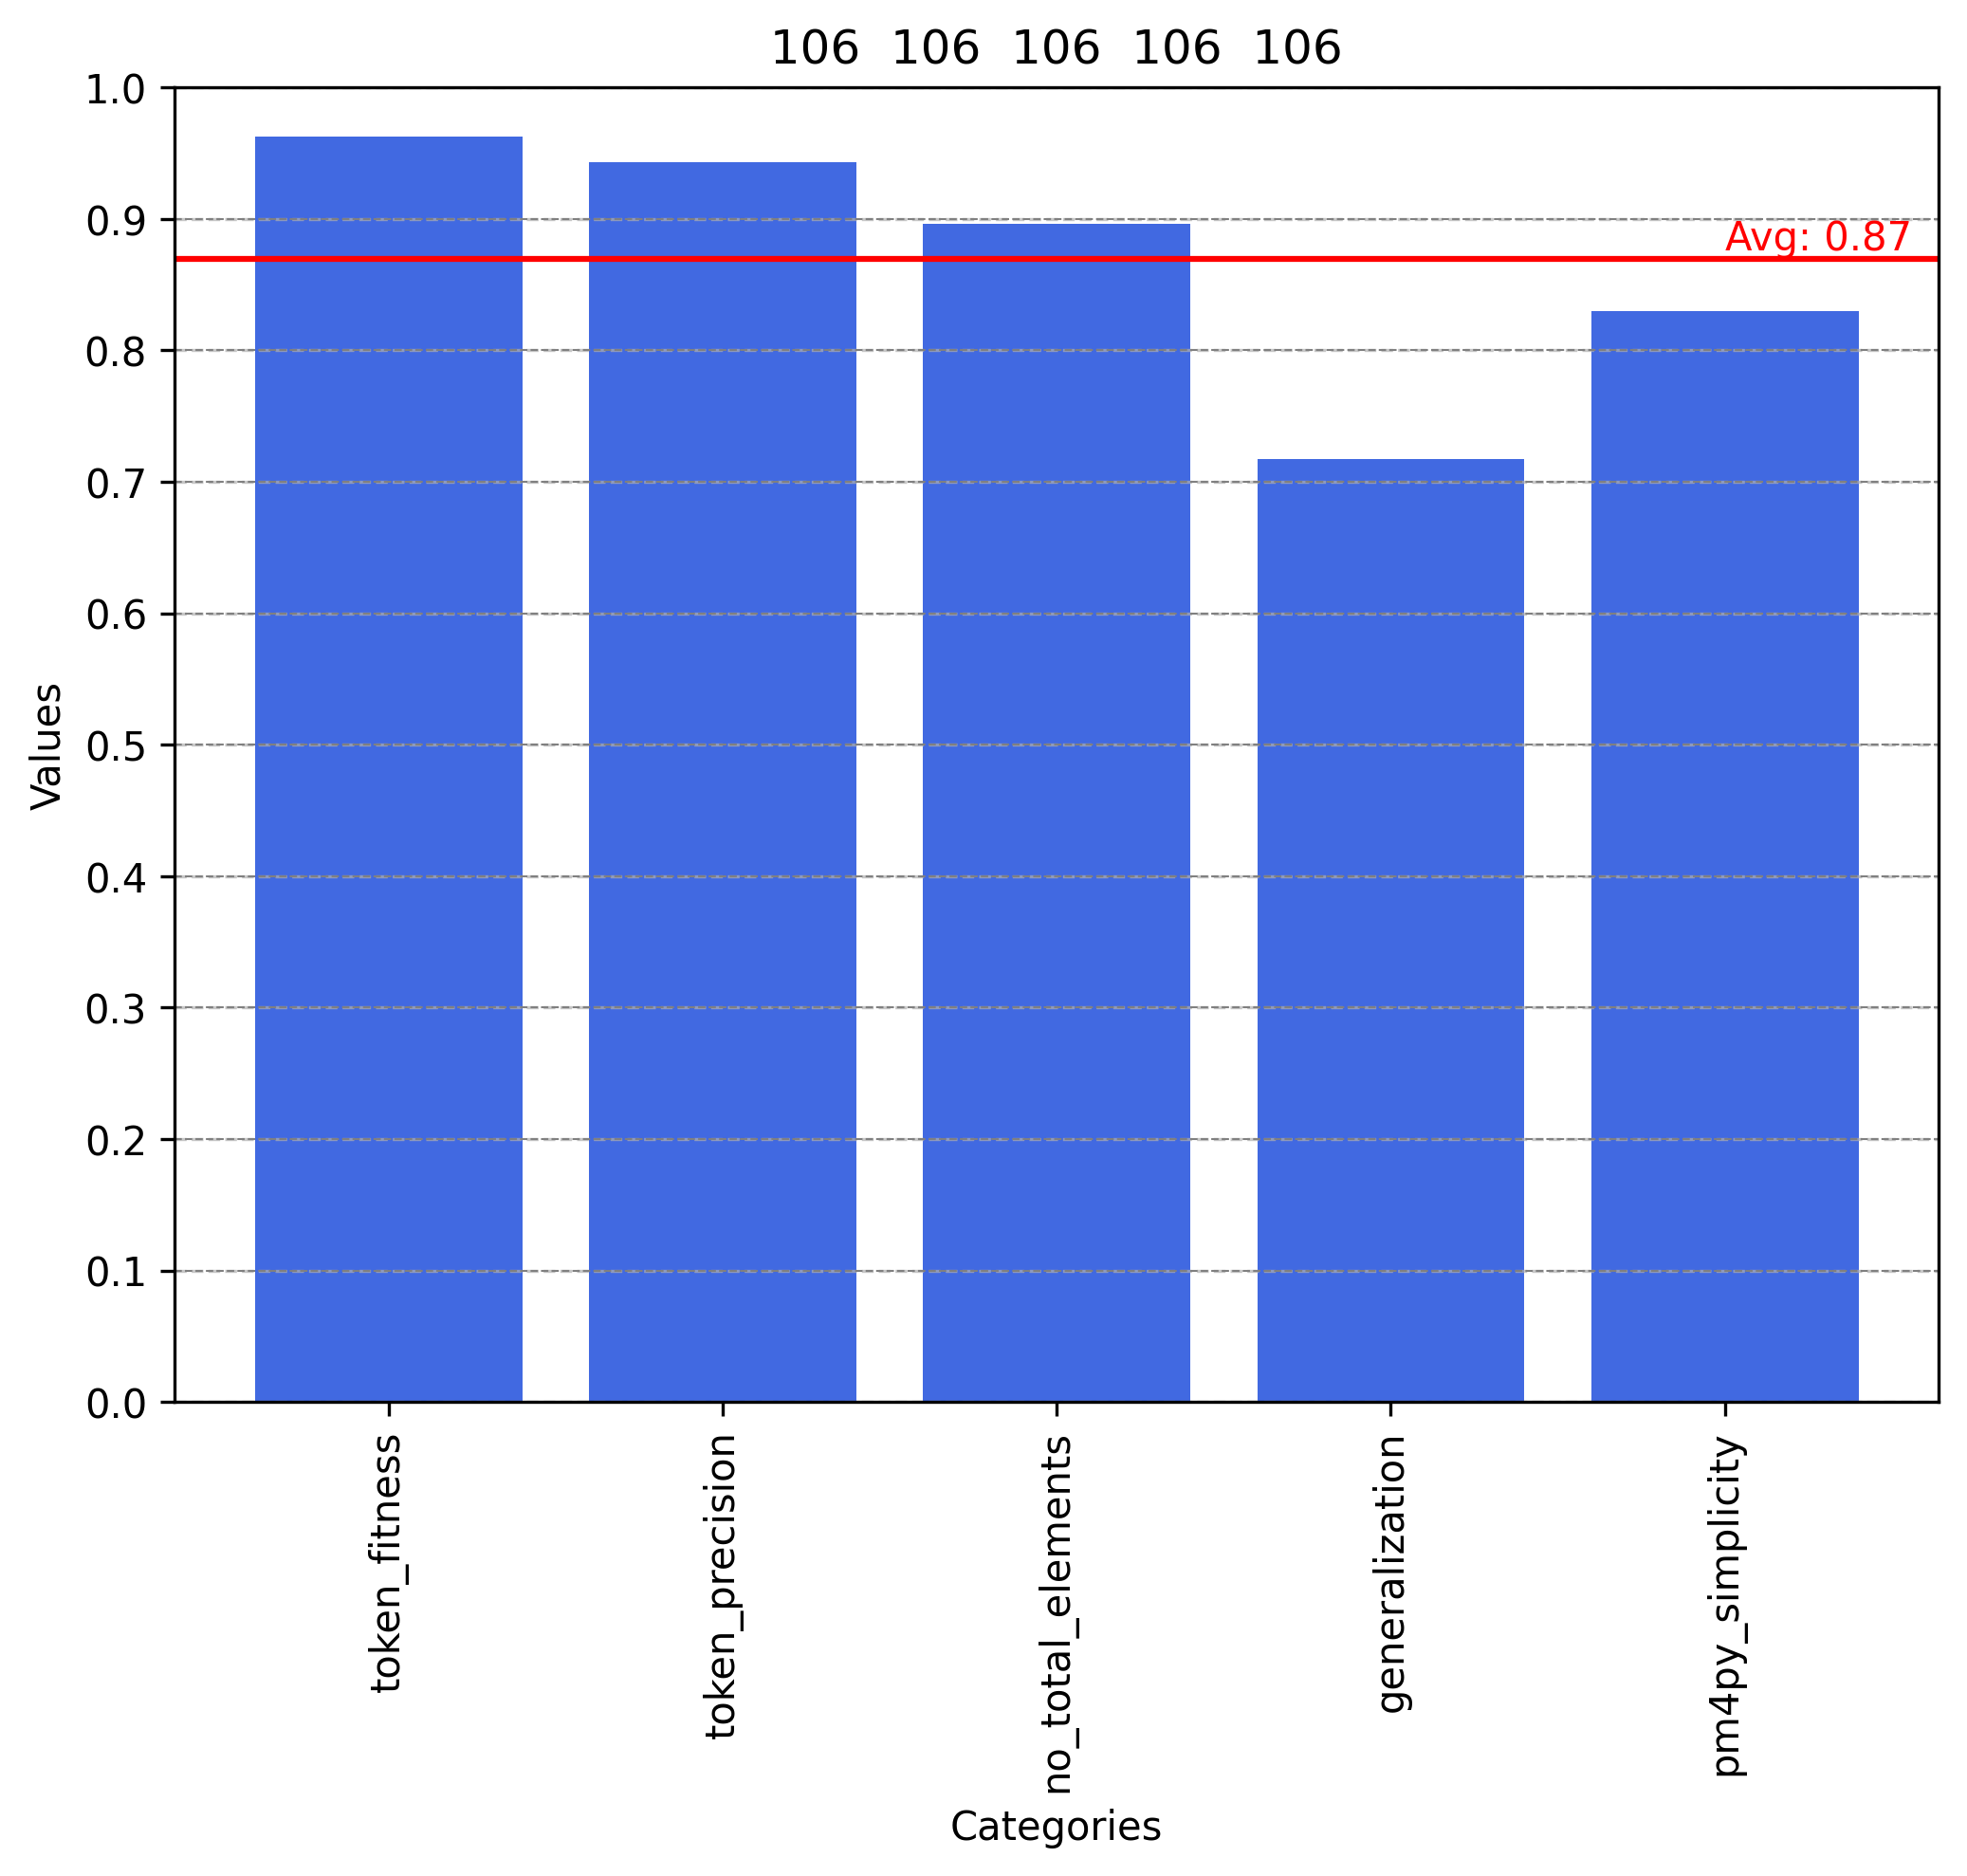 106 106 106 106 106
1.0
0.9
0.8
0.7
0.6
0.5
0.4
0.3
0.2
0.1
0.0
Values
Avg: 0.87
token_fitness
token_precision
no_total_elements
generalization
pm4py_simplicity
Categories